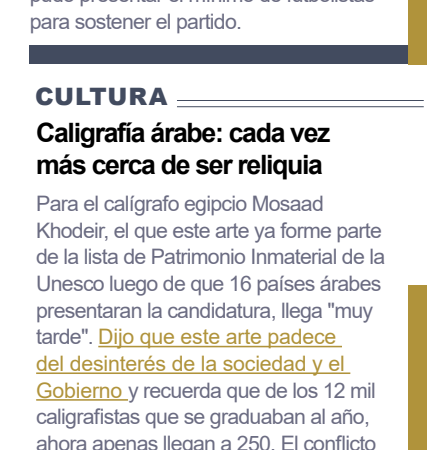 pudo presentar el mínimo de futbolistas
para sostener el partido.
CULTURA
Caligrafía árabe: cada vez
más cerca de ser reliquia
Para el calígrafo egipcio Mosaad
Khodeir, el que este arte ya forme parte
de la lista de Patrimonio Inmaterial de la
Unesco luego de que 16 países árabes
presentaran la candidatura, llega "muy
tarde". Dijo que este arte padece
del desinterés de la sociedad y el
Gobierno y recuerda que de los 12 mil
caligrafistas que se graduaban al año,
ahora apenas llegan a 250. El conflicto